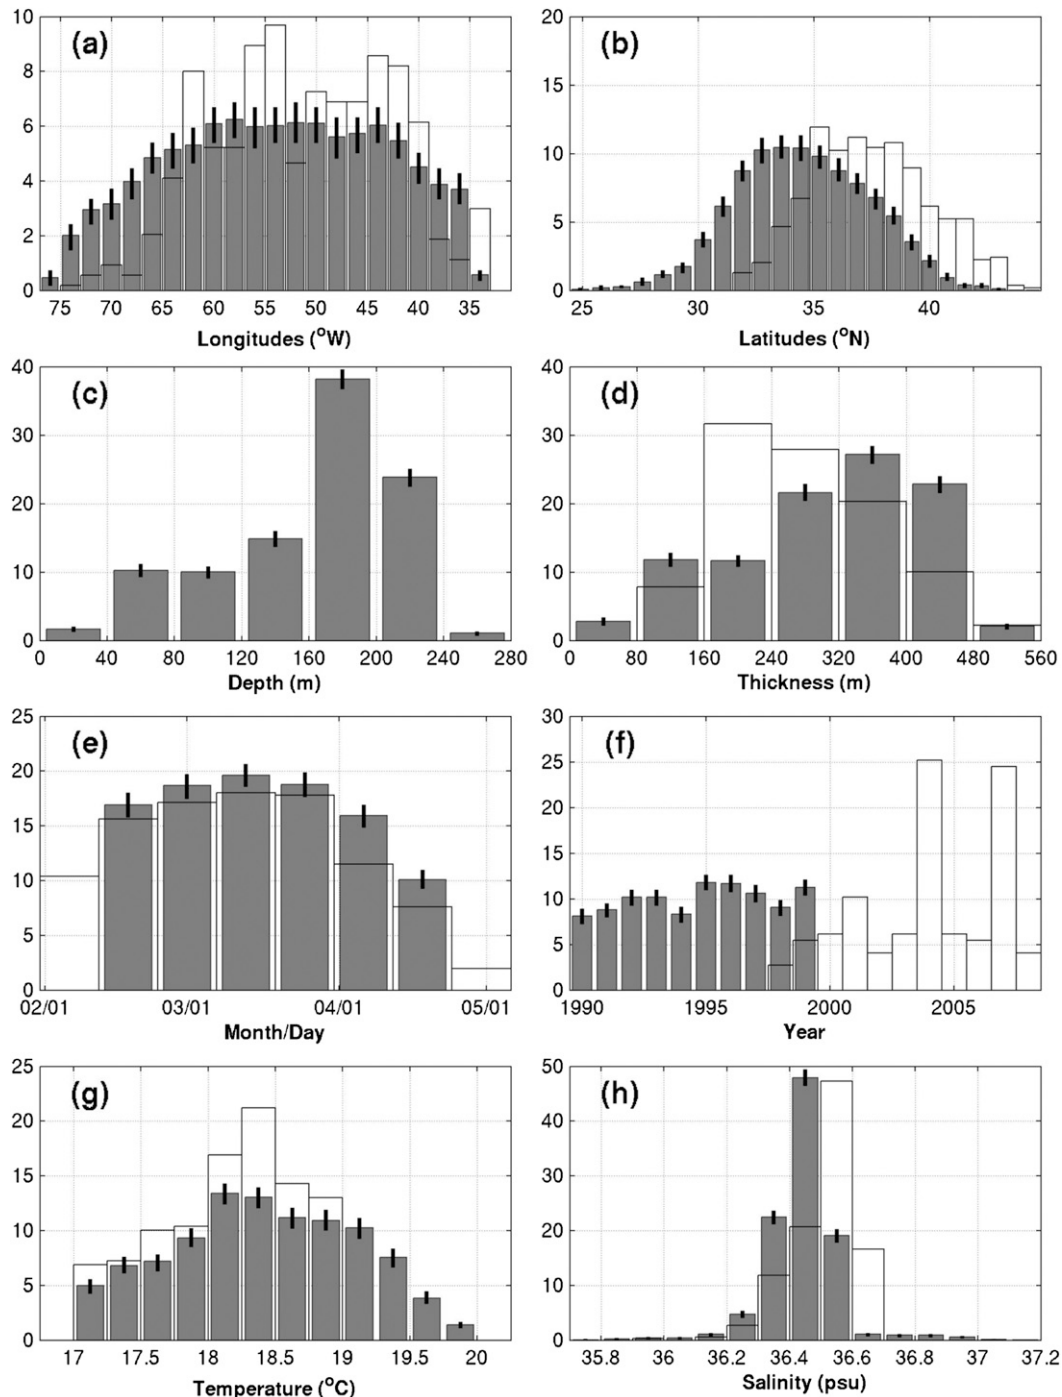 (a)
10
8
6
4
2
0
75 70 65 60 55 50 45 40 35
Longitudes (°W)
(b)
20
15
10
5
0
25 30 35 40
Latitudes (°N)
(c)
40
30
20
10
0
0 40 80 120 160 200 240 280
Depth (m)
(d)
40
30
20
10
0
0 80 160 240 320 400 480 560
Thickness (m)
(e)
25
20
15
10
5
0
02/01 03/01 04/01 05/01
Month/Day
(f)
30
25
20
15
10
5
0
1990 1995 2000 2005
Year
(g)
25
20
15
10
5
0
17 17.5 18 18.5 19 19.5 20
Temperature (°C)
(h)
50
40
30
20
10
0
35.8 36 36.2 36.4 36.6 36.8 37 37.2
Salinity (psu)